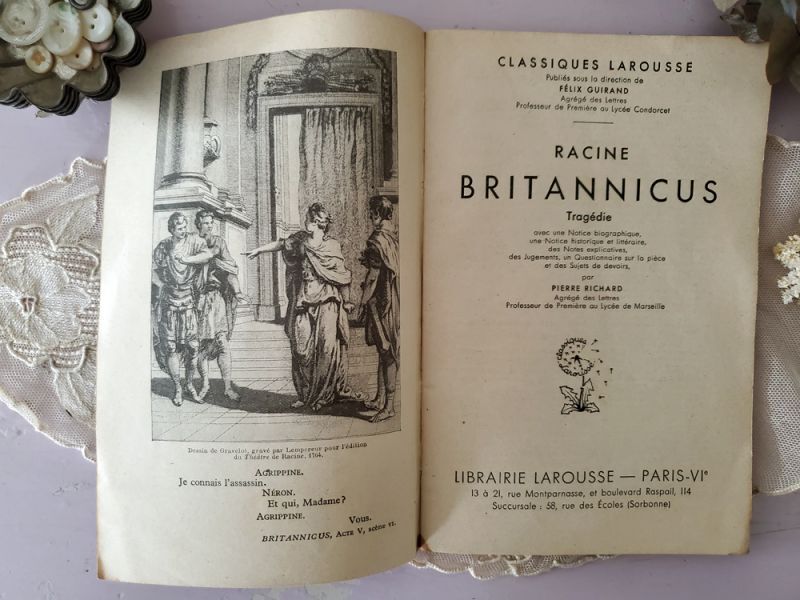 Dessin de Gravelot, gravé par Lempereur pour l'édition
du Théâtre de Racine, 1764.
AGRIPPINE.
Je connais l'assassin.
NÉRON.
Et qui, Madame?
AGRIPPINE.
Vous.
BRITANNICUS, ACTE V, scène VI.
CLASSIQUES LAROUSSE
Publiés sous la direction de
FÉLIX GUIRAND
Agrégé des Lettres
Professeur de Première au Lycée Condorcet
RACINE
BRITANNICUS
Tragédie
avec une Notice biographique,
une Notice historique et littéraire,
des Notes explicatives,
des Jugements, un Questionnaire sur la pièce
et des Sujets de devoirs,
par
PIERRE RICHARD
Agrégé des Lettres
Professeur de Première au Lycée de Marseille
classiques
Larousse
LIBRAIRIE LAROUSSE — PARIS-VIe
13 à 21, rue Montparnasse, et boulevard Raspail, 114
Succursale : 58, rue des Écoles (Sorbonne)